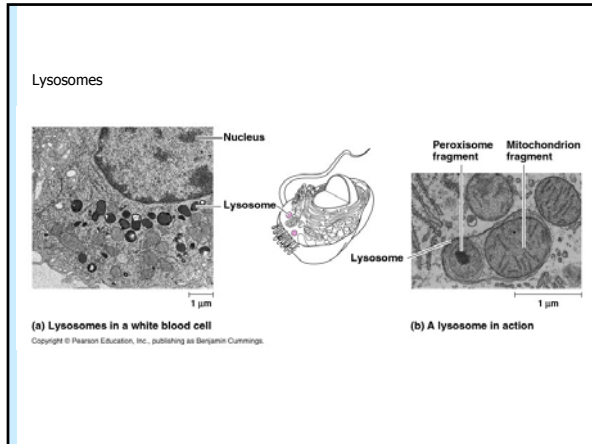 Lysosomes
Nucleus
Lysosome
1 µm
(a) Lysosomes in a white blood cell
Copyright © Pearson Education, Inc., publishing as Benjamin Cummings.
Peroxisome
fragment
Mitochondrion
fragment
Lysosome
1 µm
(b) A lysosome in action